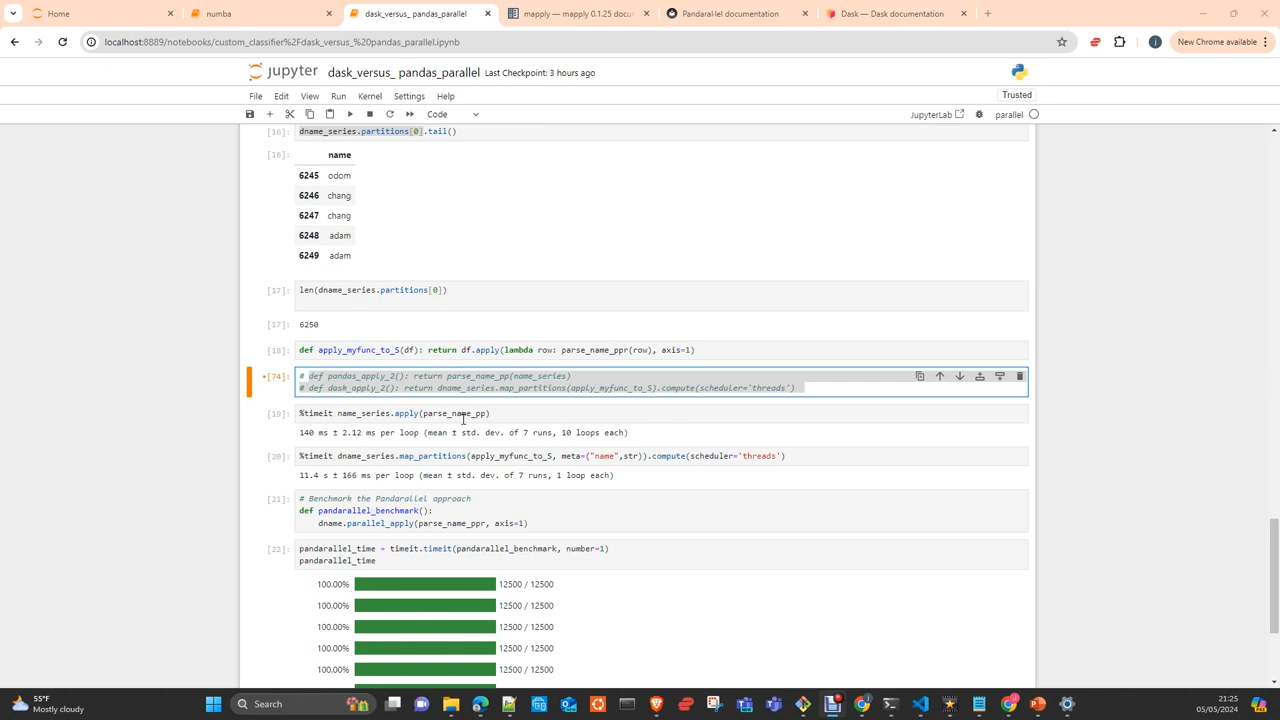 Home
numba
dask_versus_ pandas_parallel
mapply — mapply 0.1.25 docu
Pandaral·lel documentation
Dask — Dask documentation
localhost:8889/notebooks/custom_classifier%2Fdask_versus_%20pandas_parallel.ipynb
New Chrome available
jupyter dask_versus_ pandas_parallel Last Checkpoint: 3 hours ago
Trusted
File Edit View Run Kernel Settings Help
Code
JupyterLab
parallel
[16]: dname_series.partitions[0].tail()
[16]: name
6245 odom
6246 chang
6247 chang
6248 adam
6249 adam
[17]: len(dname_series.partitions[0])
[17]: 6250
[18]: def apply_myfunc_to_S(df): return df.apply(lambda row: parse_name_ppr(row), axis=1)
[74]: # def pandas_apply_2(): return parse_name_pp(name_series)
# def dask_apply_2(): return dname_series.map_partitions(apply_myfunc_to_S).compute(scheduler='threads')
[19]: %timeit name_series.apply(parse_name_pp)
140 ms ± 2.12 ms per loop (mean ± std. dev. of 7 runs, 10 loops each)
[20]: %timeit dname_series.map_partitions(apply_myfunc_to_S, meta=("name",str)).compute(scheduler='threads')
11.4 s ± 166 ms per loop (mean ± std. dev. of 7 runs, 1 loop each)
[21]: # Benchmark the Pandarallel approach
def pandarallel_benchmark():
dname.parallel_apply(parse_name_ppr, axis=1)
[22]: pandarallel_time = timeit.timeit(pandarallel_benchmark, number=1)
pandarallel_time
100.00% 12500 / 12500
100.00% 12500 / 12500
100.00% 12500 / 12500
100.00% 12500 / 12500
100.00% 12500 / 12500
55°F
Mostly cloudy
Search
21:25
05/05/2024